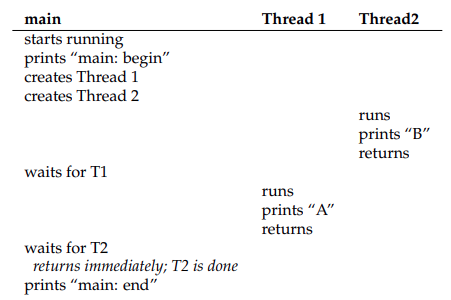 main Thread 1 Thread2
starts running
prints “main: begin”
creates Thread 1
creates Thread 2
runs
prints “B”
returns
waits for T1
runs
prints “A”
returns
waits for T2
returns immediately; T2 is done
prints “main: end”